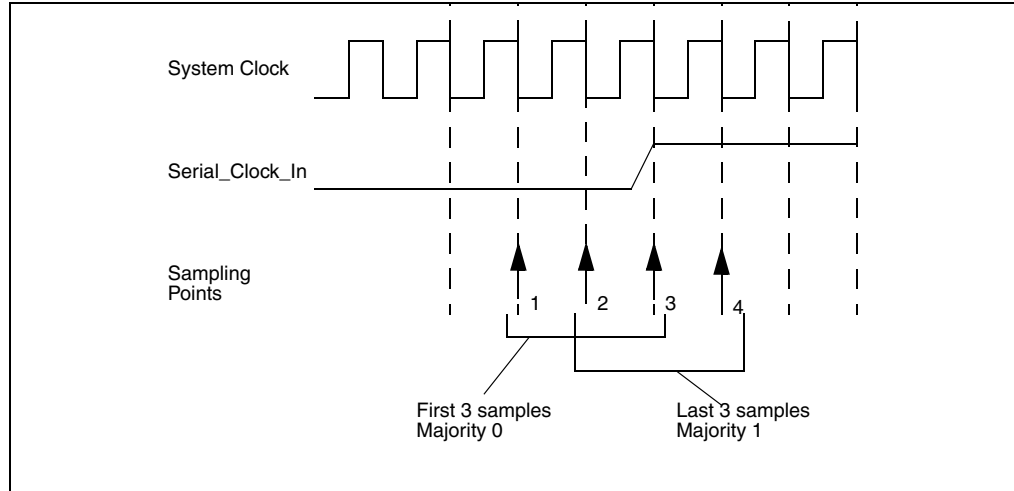 System Clock
Serial_Clock_In
Sampling
Points
1 2 3 4
First 3 samples
Majority 0
Last 3 samples
Majority 1